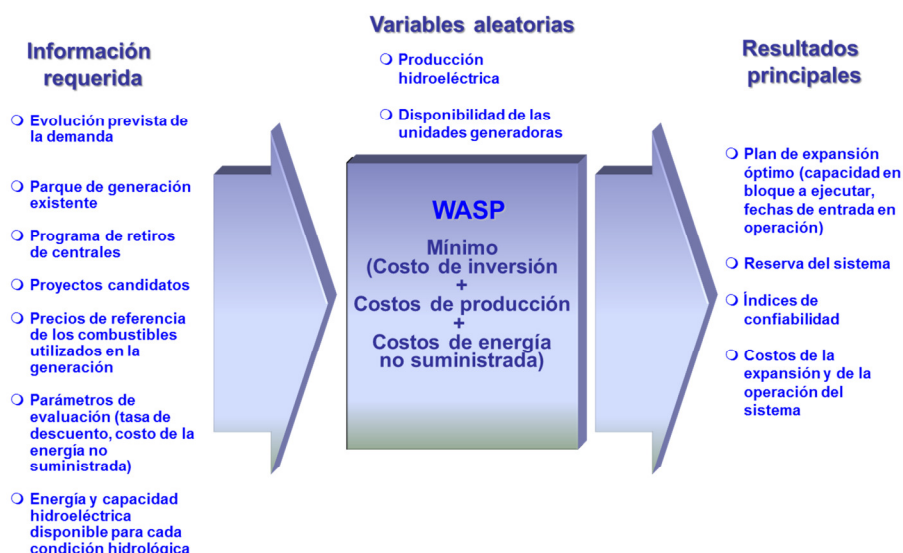 Información
requerida
Evolución prevista de
la demanda
Parque de generación
existente
Programa de retiros
de centrales
Proyectos candidatos
Precios de referencia
de los combustibles
utilizados en la
generación
Parámetros de
evaluación (tasa de
descuento, costo de la
energía no
suministrada)
Energía y capacidad
hidroeléctrica
disponible para cada
condición hidrológica
Variables aleatorias
Producción
hidroeléctrica
Disponibilidad de las
unidades generadoras
WASP
Mínimo
(Costo de inversión
+
Costos de producción
+
Costos de energía
no suministrada)
Resultados
principales
Plan de expansión
óptimo (capacidad en
bloque a ejecutar,
fechas de entrada en
operación)
Reserva del sistema
Índices de
confiabilidad
Costos de la
expansión y de la
operación del
sistema